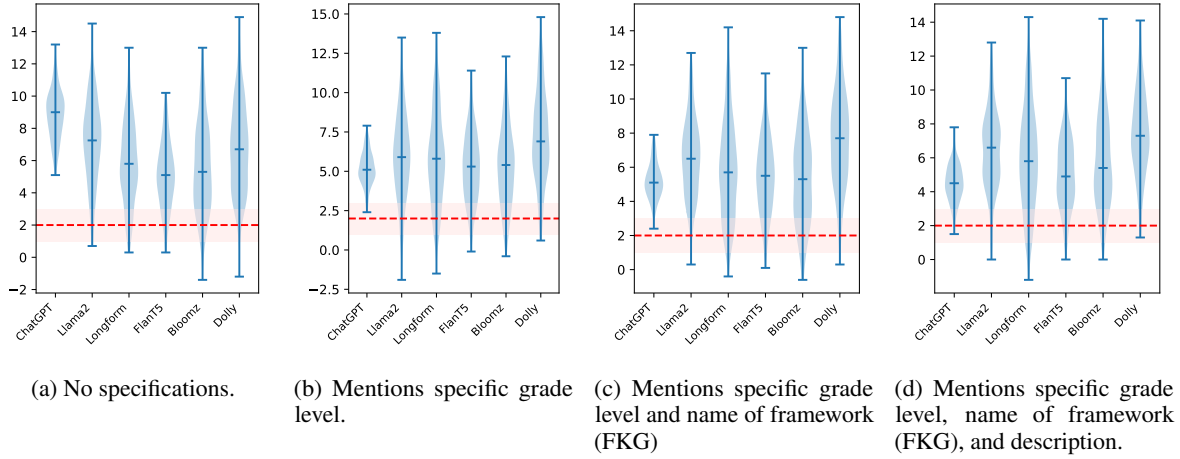 14
12
10
8
6
4
2
0
−2
ChatGPT
Llama2
Longform
FlanT5
Bloomz
Dolly
(a) No specifications.
15.0
12.5
10.0
7.5
5.0
2.5
0.0
−2.5
ChatGPT
Llama2
Longform
FlanT5
Bloomz
Dolly
(b) Mentions specific grade
level.
14
12
10
8
6
4
2
0
ChatGPT
Llama2
Longform
FlanT5
Bloomz
Dolly
(c) Mentions specific grade
level and name of framework
(FKG)
14
12
10
8
6
4
2
0
ChatGPT
Llama2
Longform
FlanT5
Bloomz
Dolly
(d) Mentions specific grade
level, name of framework
(FKG), and description.